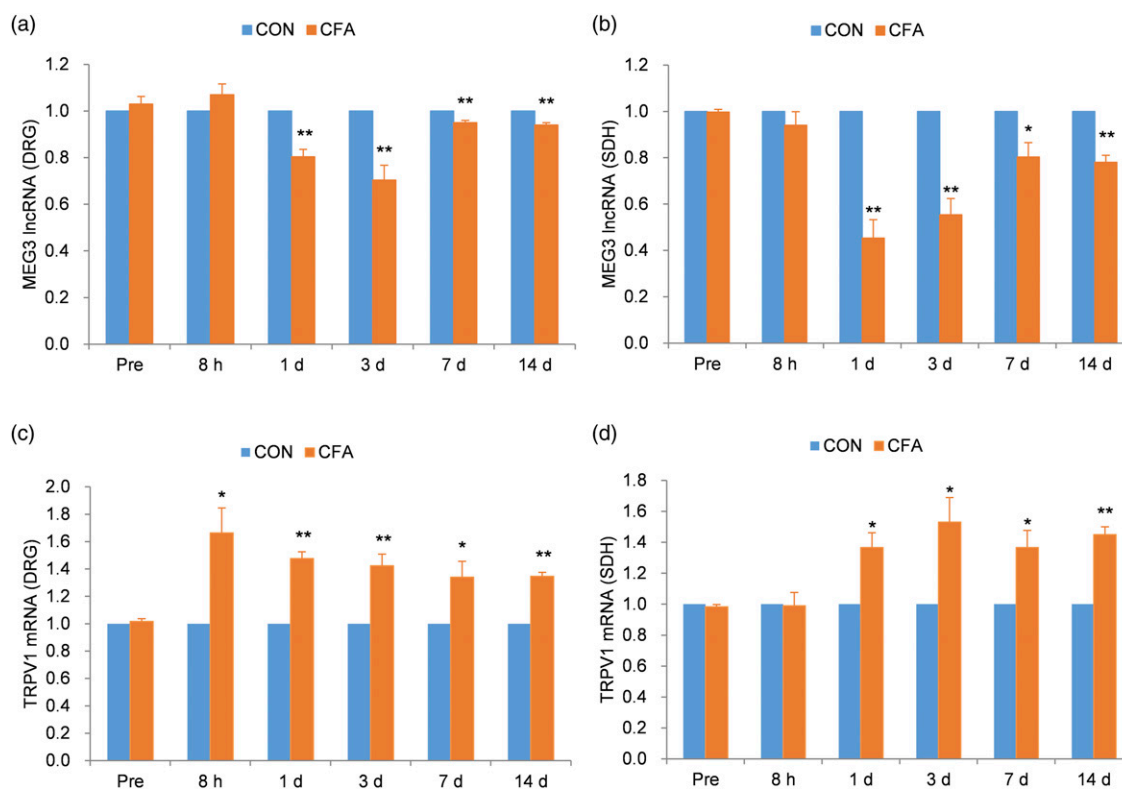 (a)
CON CFA
MEG3 lncRNA (DRG)
1.2
1.0
0.8
0.6
0.4
0.2
0.0
** ** ** **
Pre 8 h 1 d 3 d 7 d 14 d
(b)
CON CFA
MEG3 lncRNA (SDH)
1.2
1.0
0.8
0.6
0.4
0.2
0.0
** ** * **
Pre 8 h 1 d 3 d 7 d 14 d
(c)
CON CFA
TRPV1 mRNA (DRG)
2.0
1.8
1.6
1.4
1.2
1.0
0.8
0.6
0.4
0.2
0.0
* ** ** * **
Pre 8 h 1 d 3 d 7 d 14 d
(d)
CON CFA
TRPV1 mRNA (SDH)
1.8
1.6
1.4
1.2
1.0
0.8
0.6
0.4
0.2
0.0
* * * **
Pre 8 h 1 d 3 d 7 d 14 d